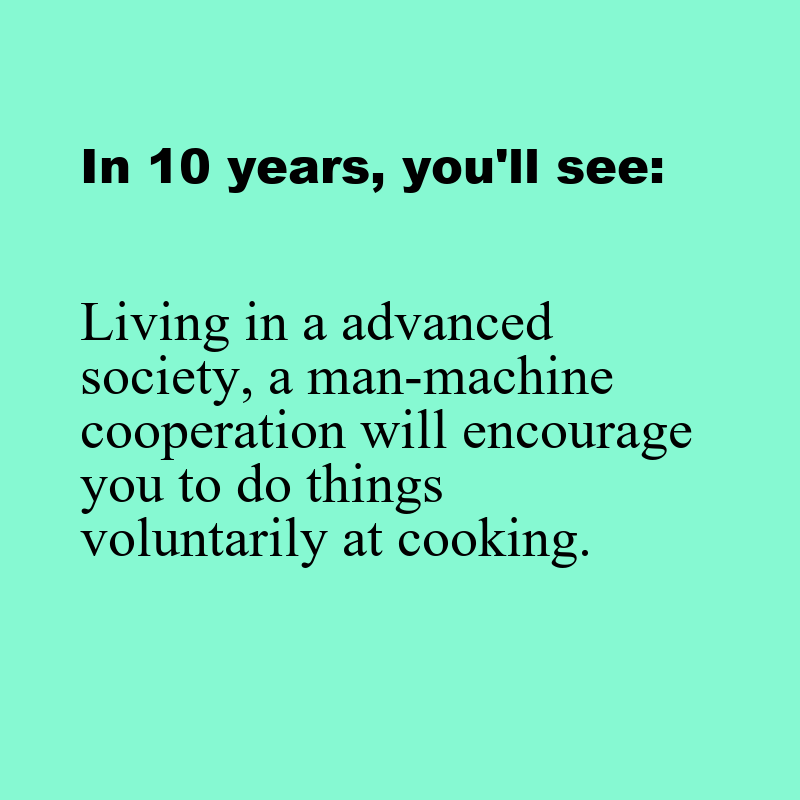 In 10 years, you'll see:
Living in a advanced
society, a man-machine
cooperation will encourage
you to do things
voluntarily at cooking.